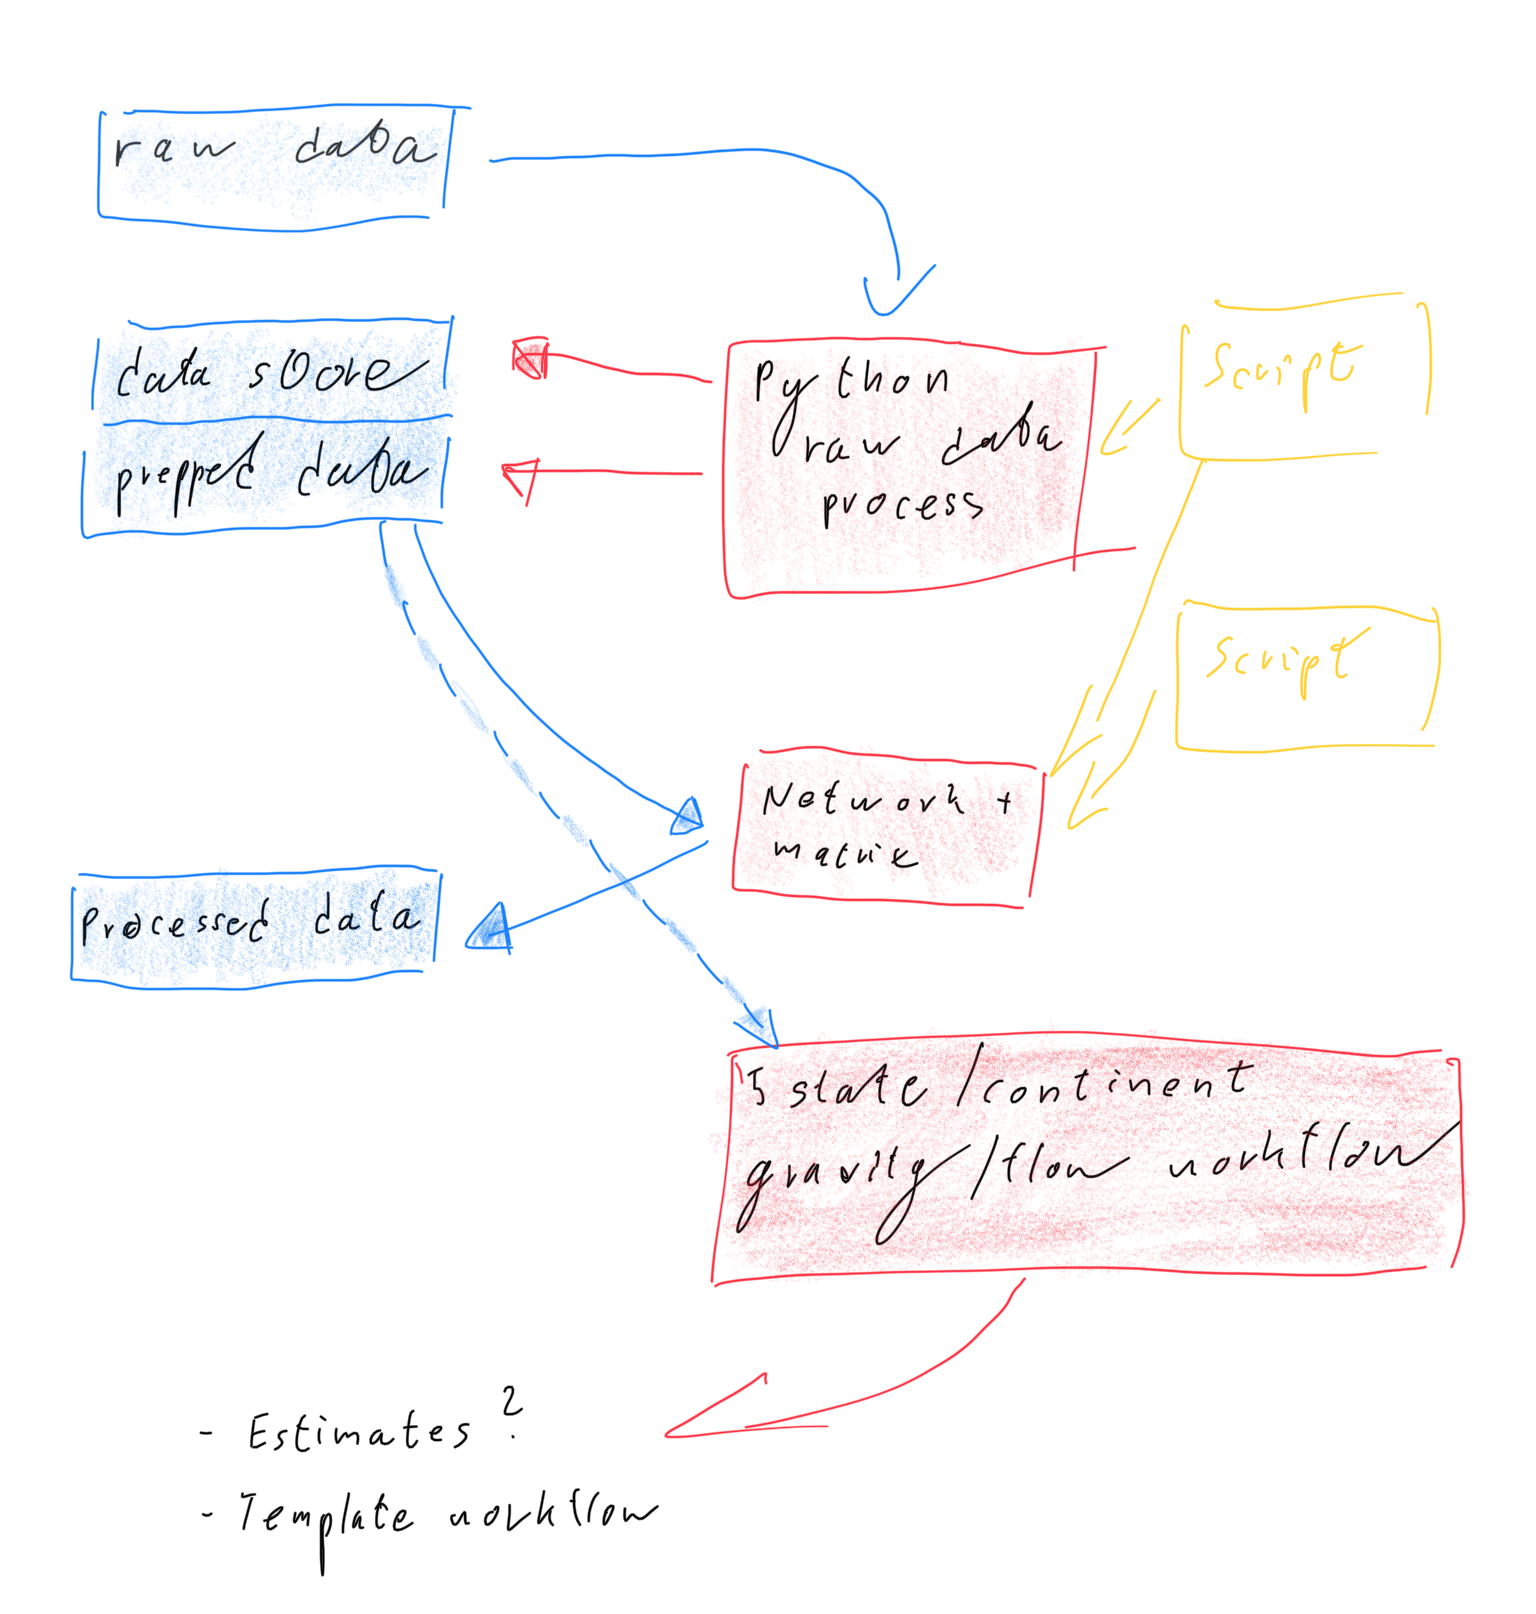 raw data
data store
prepped data
Python
raw data
process
Script
Script
Network +
matrix
Processed data
5 state / continent
gravity / flow workflow
- Estimates ?
- Template workflow